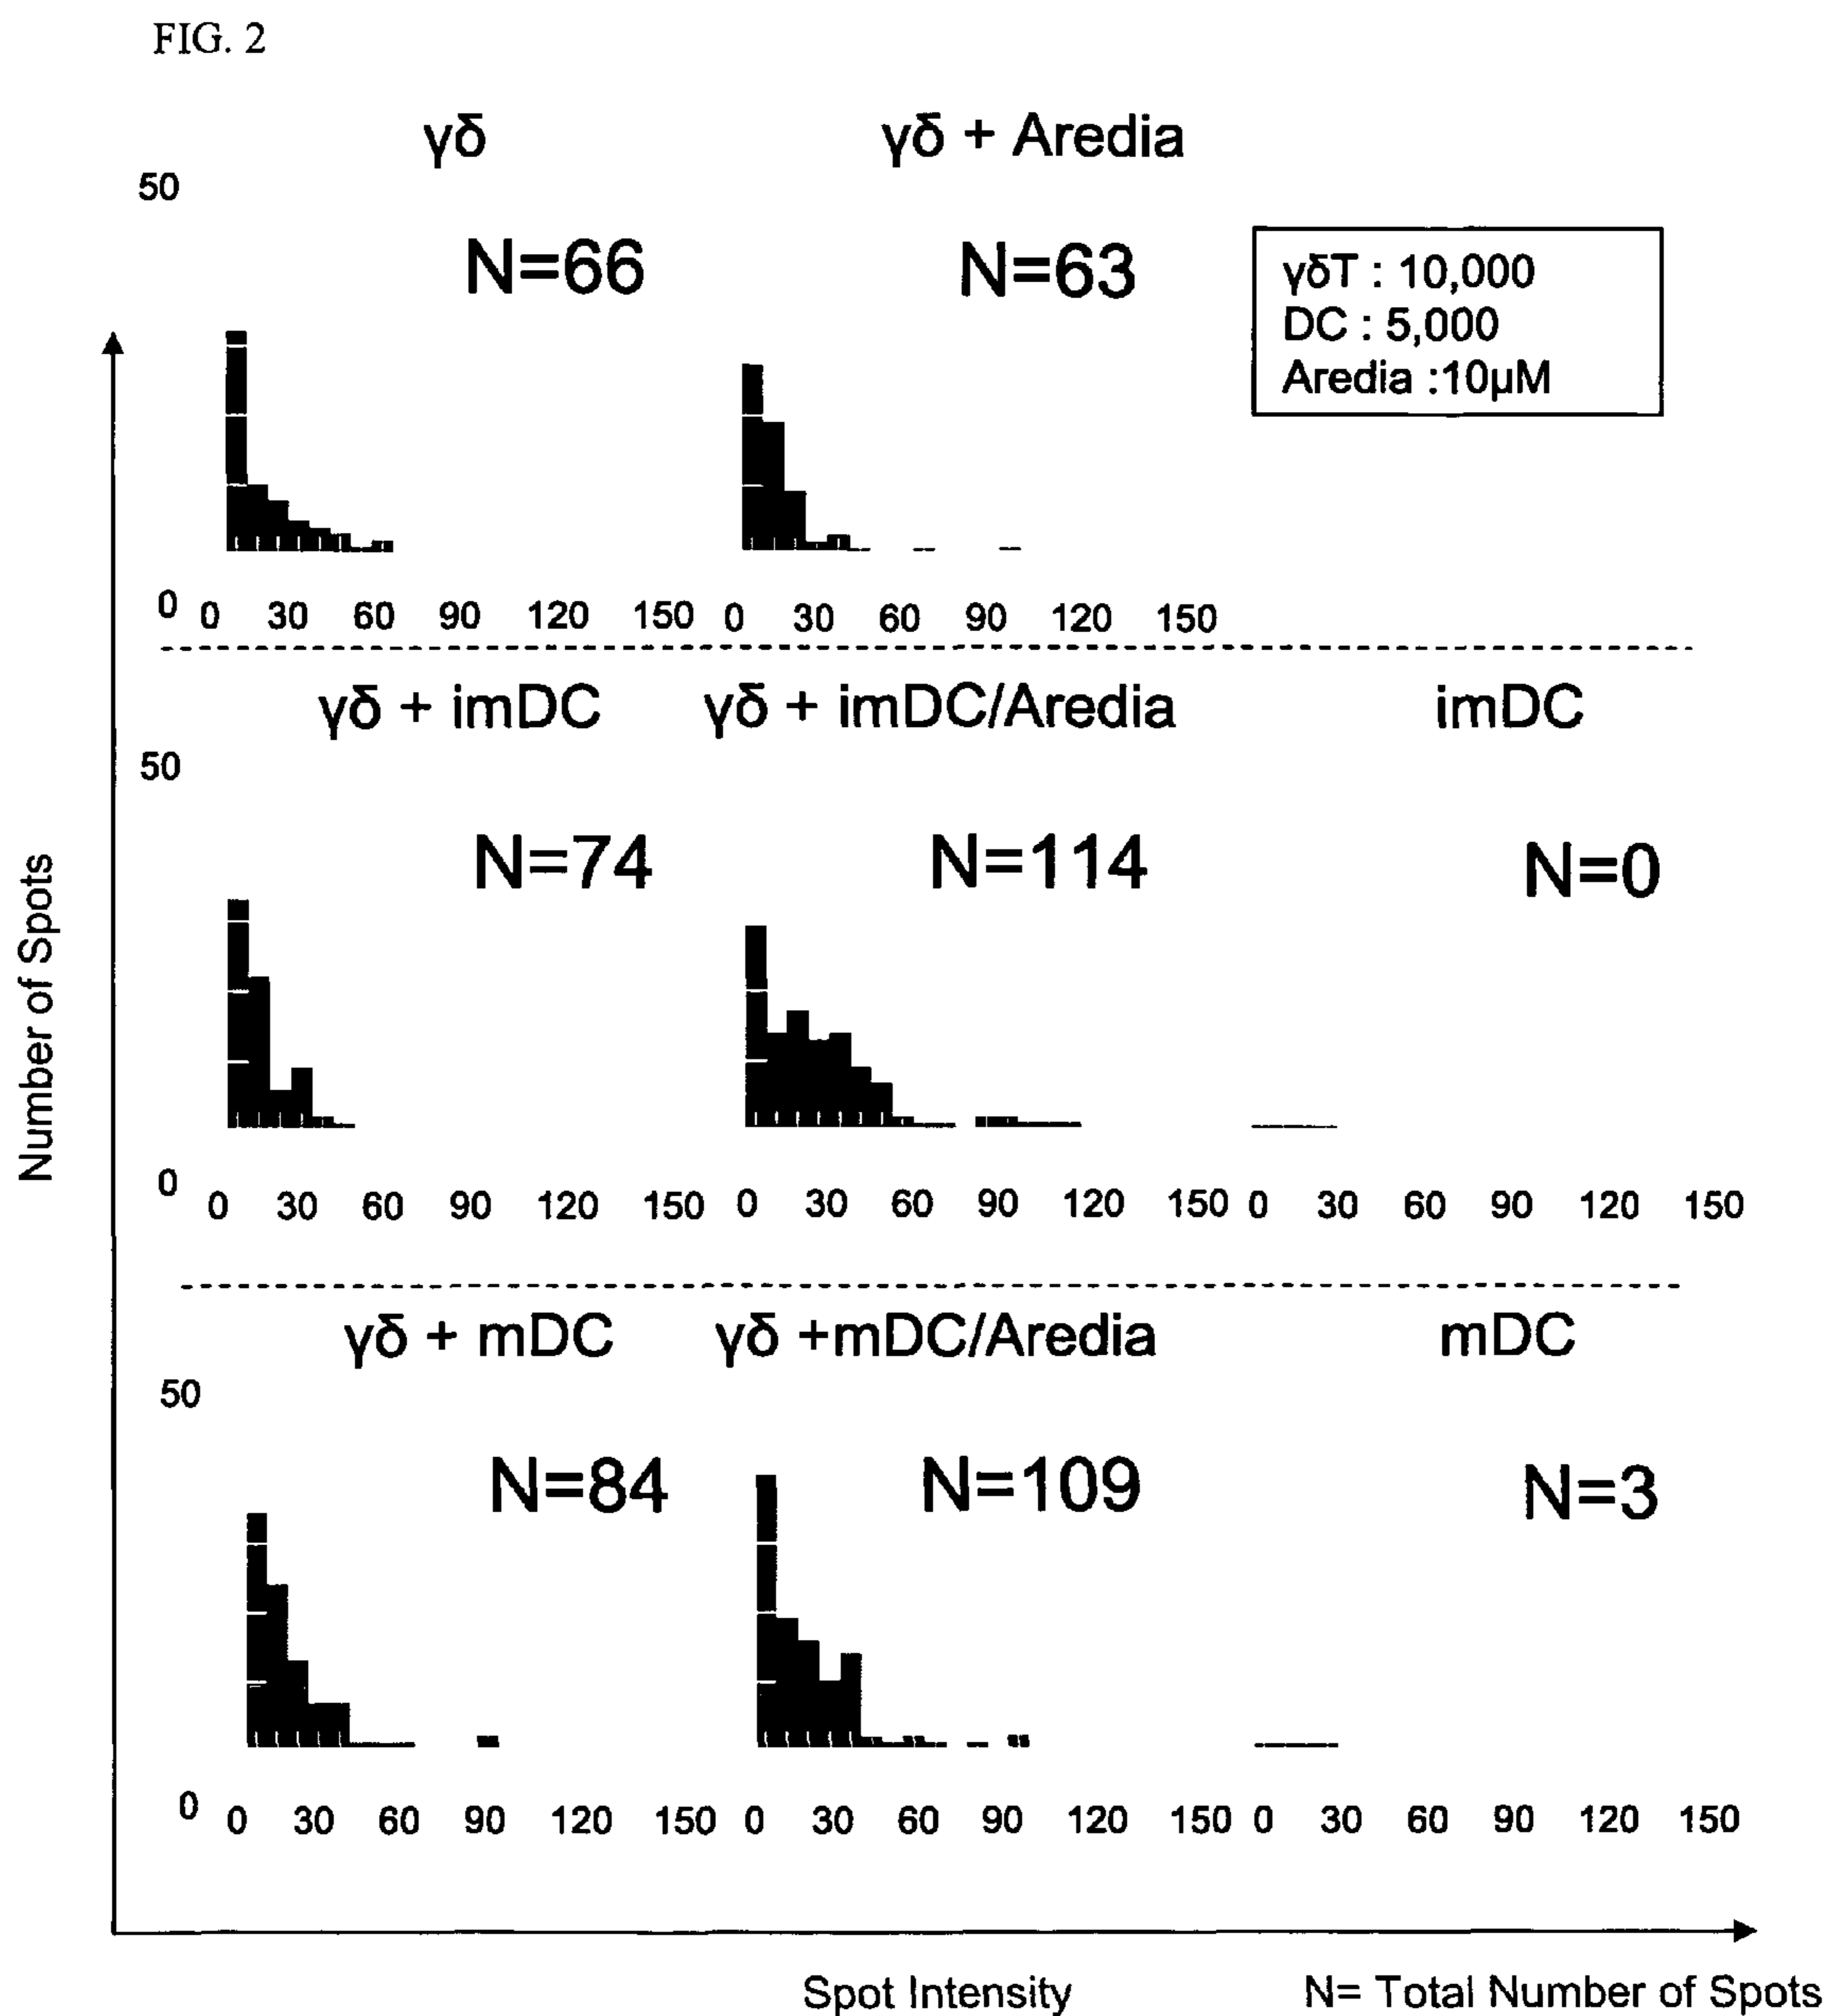 FIG. 2
γδ
γδ + Aredia
50
N=66
N=63
γδT : 10,000
DC : 5,000
Aredia :10μM
0
0 30 60 90 120 150
0 30 60 90 120 150
γδ + imDC
γδ + imDC/Aredia
imDC
50
N=74
N=114
N=0
0
0 30 60 90 120 150
0 30 60 90 120 150
0 30 60 90 120 150
γδ + mDC
γδ +mDC/Aredia
mDC
50
N=84
N=109
N=3
0
0 30 60 90 120 150
0 30 60 90 120 150
0 30 60 90 120 150
Number of Spots
Spot Intensity
N= Total Number of Spots